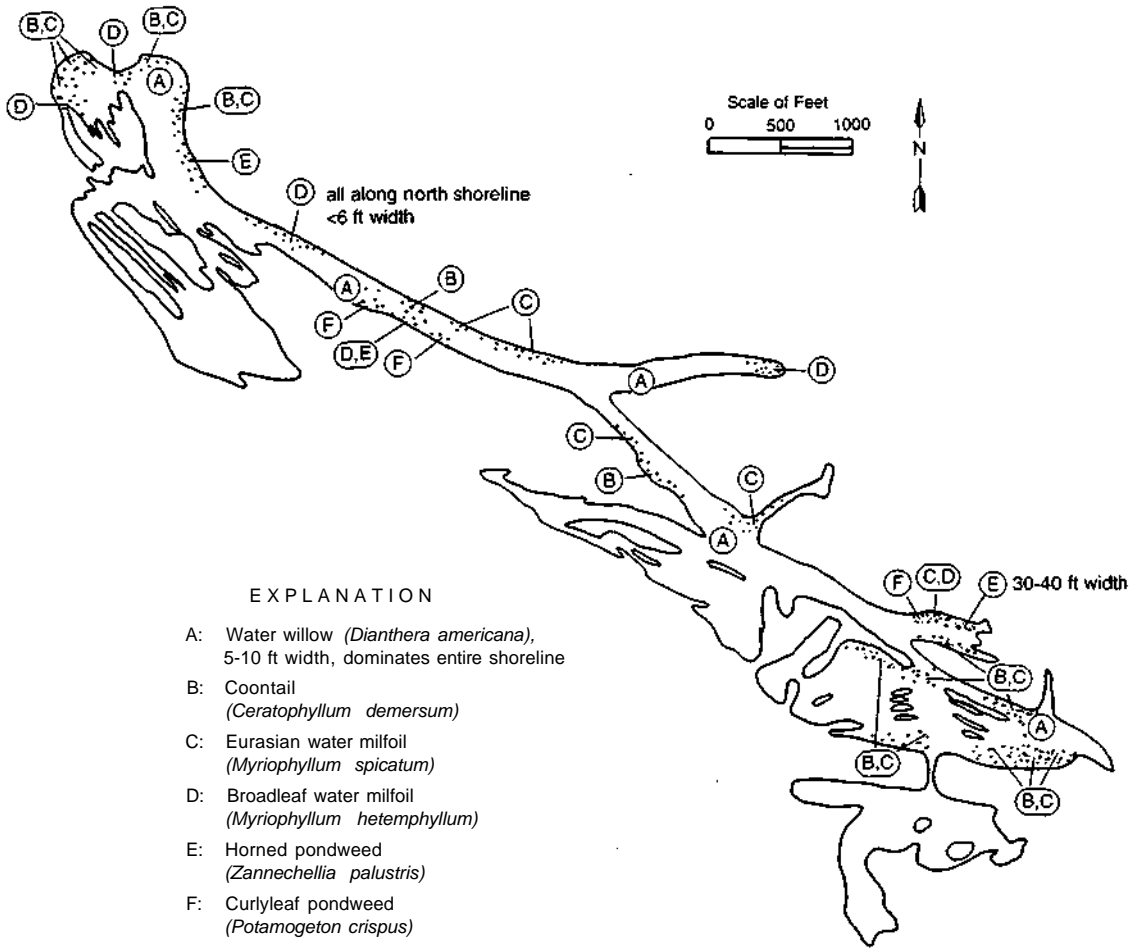 B,C
D
B,C
A
D
B,C
E
Scale of Feet
0 500 1000
N
D all along north shoreline
<6 ft width
A
B
C
F
D,E
F
A
D
C
B
C
A
F
C,D
E 30-40 ft width
B,C
A
B,C
B,C
EXPLANATION
A: Water willow (Dianthera americana),
5-10 ft width, dominates entire shoreline
B: Coontail
(Ceratophyllum demersum)
C: Eurasian water milfoil
(Myriophyllum spicatum)
D: Broadleaf water milfoil
(Myriophyllum hetemphyllum)
E: Horned pondweed
(Zannechellia palustris)
F: Curlyleaf pondweed
(Potamogeton crispus)